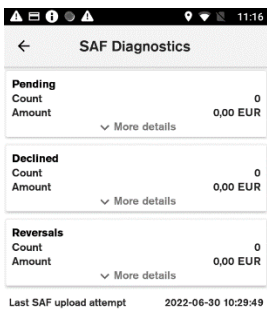 11:16
SAF Diagnostics
Pending
Count 0
Amount 0,00 EUR
More details
Declined
Count 0
Amount 0,00 EUR
More details
Reversals
Count 0
Amount 0,00 EUR
More details
Last SAF upload attempt 2022-06-30 10:29:49